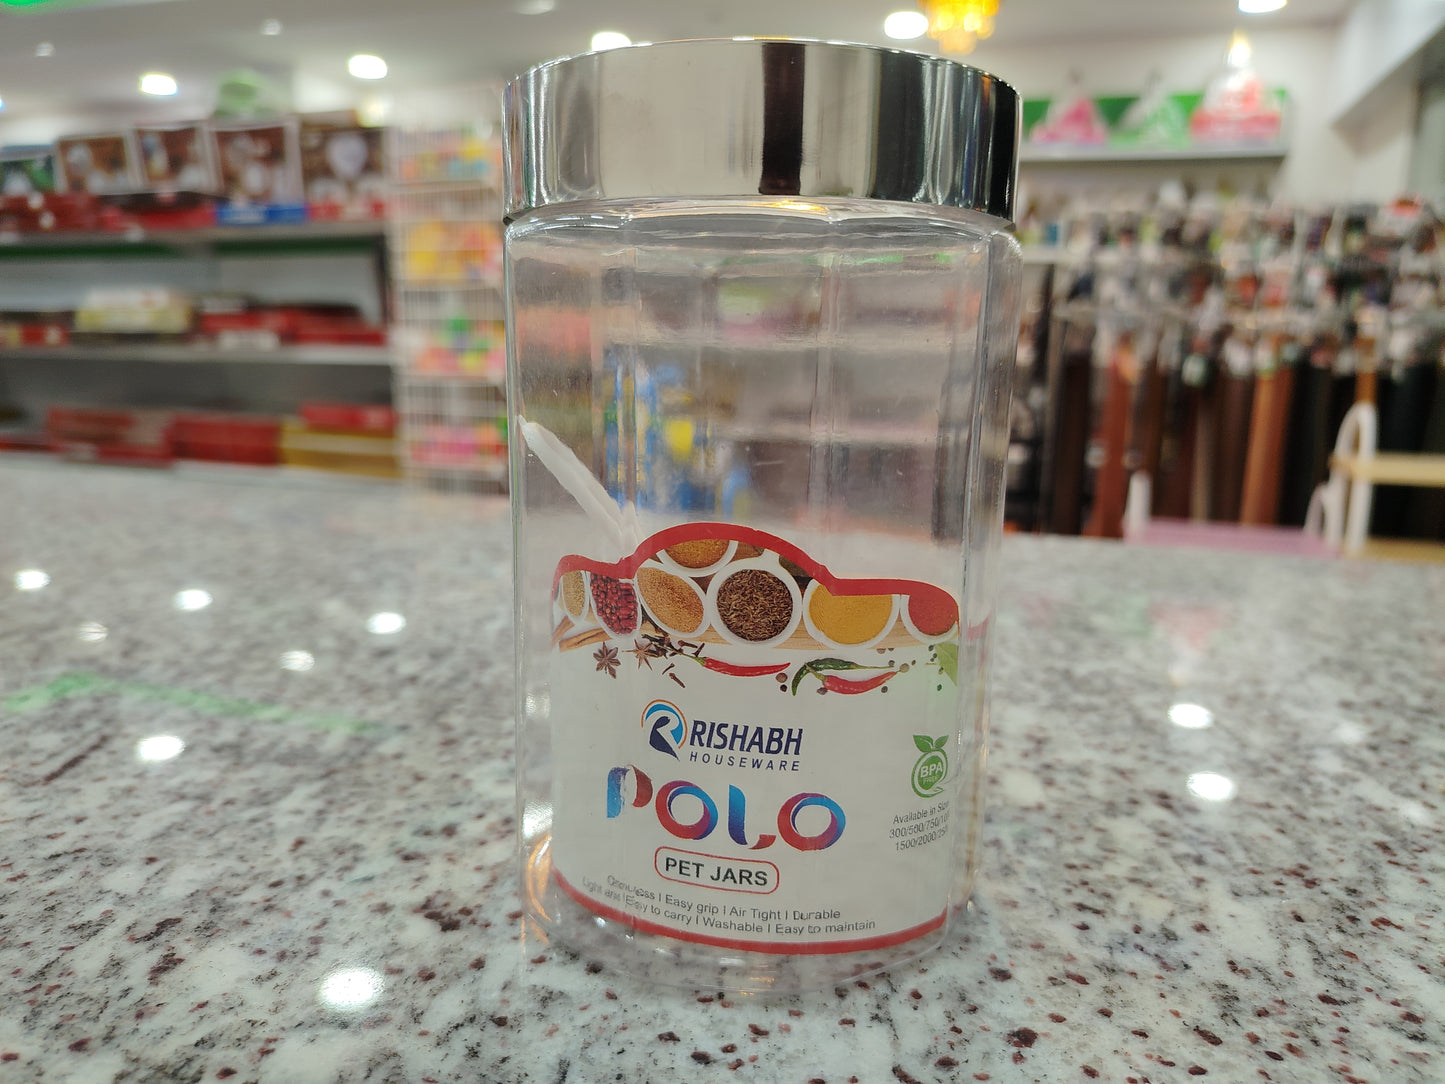 RISHABH
HOUSEWARE
POLO
PET JARS
BPA
FREE
Available in
300/500/750/
1500/2000/
I Easy grip I Air Tight I Durable
Light and Easy to carry I Washable I Easy to maintain